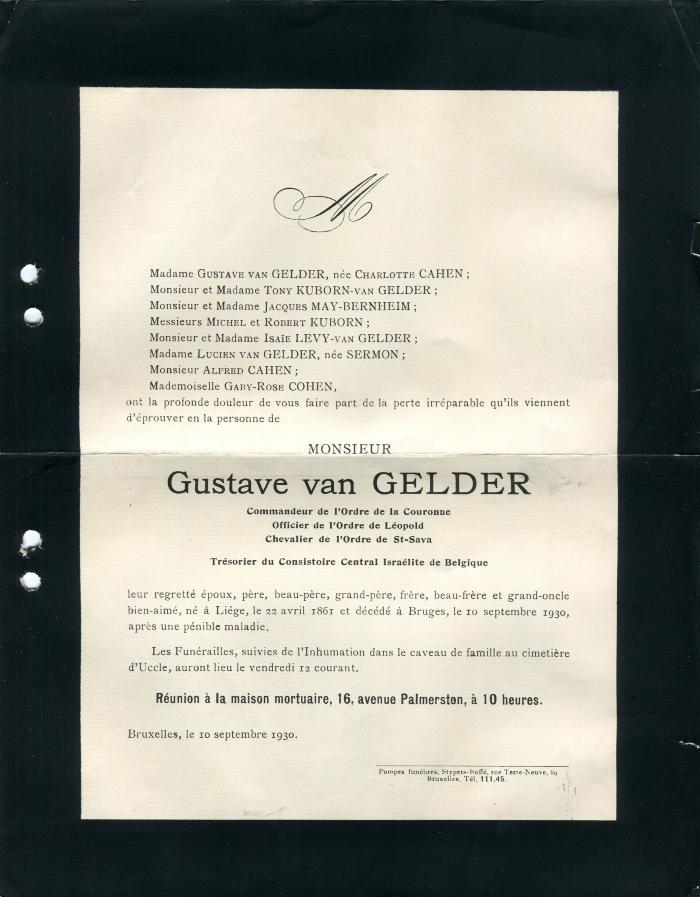 M
Madame GUSTAVE VAN GELDER, née CHARLOTTE CAHEN ;
Monsieur et Madame TONY KUBORN-VAN GELDER ;
Monsieur et Madame JACQUES MAY-BERNHEIM ;
Messieurs MICHEL et ROBERT KUBORN ;
Monsieur et Madame ISAÏE LEVY-VAN GELDER ;
Madame LUCIEN VAN GELDER, née SERMON ;
Monsieur ALFRED CAHEN ;
Mademoiselle GABY-ROSE COHEN,
ont la profonde douleur de vous faire part de la perte irréparable qu'ils viennent
d'éprouver en la personne de
MONSIEUR
Gustave van GELDER
Commandeur de l'Ordre de la Couronne
Officier de l'Ordre de Léopold
Chevalier de l'Ordre de St-Sava
Trésorier du Consistoire Central Israélite de Belgique
leur regretté époux, père, beau-père, grand-père, frère, beau-frère et grand-oncle
bien-aimé, né à Liége, le 22 avril 1861 et décédé à Bruges, le 10 septembre 1930,
après une pénible maladie.
Les Funérailles, suivies de l'Inhumation dans le caveau de famille au cimetière
d'Uccle, auront lieu le vendredi 12 courant.
Réunion à la maison mortuaire, 16, avenue Palmerston, à 10 heures.
Bruxelles, le 10 septembre 1930.
Pompes funèbres, Stypers-Soffié, rue Terre-Neuve, 69
Bruxelles. Tél. 111,45.